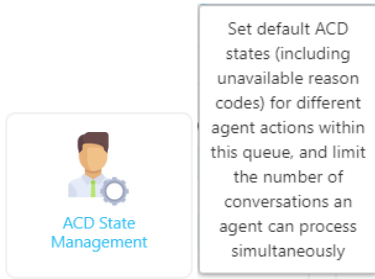 ACD State
Management
Set default ACD
states (including
unavailable reason
codes) for different
agent actions within
this queue, and limit
the number of
conversations an
agent can process
simultaneously